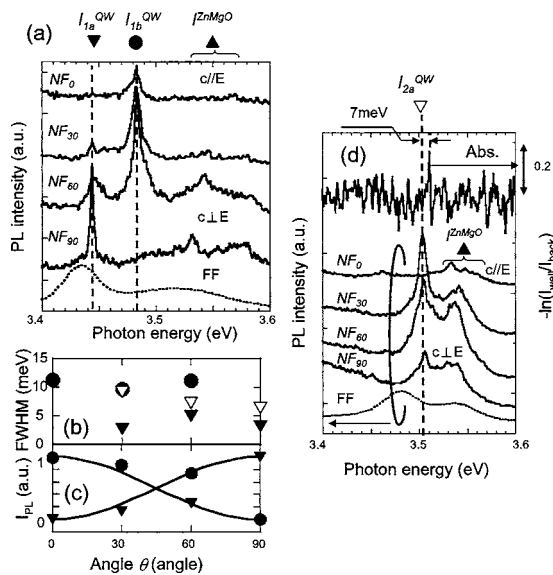 (a)
I1a^QW I1b^QW I^ZnMgO
NF0
NF30
NF60
NF90
c//E
c⊥E
FF
PL intensity (a.u.)
3.4 3.5 3.6
Photon energy (eV)
FWHM (meV)
15
10
5
0
(b)
IPL (a.u.)
1
0
(c)
0 30 60 90
Angle θ (angle)
I2a^QW
7meV
(d)
Abs.
0.2
I^ZnMgO
NF0
c//E
NF30
NF60
NF90
c⊥E
FF
PL intensity (a.u.)
-ln(Iwell/Iback)
3.4 3.5 3.6
Photon energy (eV)